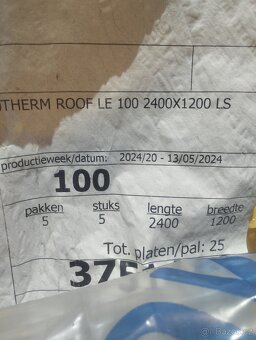 THERM ROOF LE 100 2400X1200 LS
productieweek/datum: 2024/20 - 13/05/2024
100
pakken stuks lengte breedte
5 5 2400 1200
Tot. platen/pal: 25